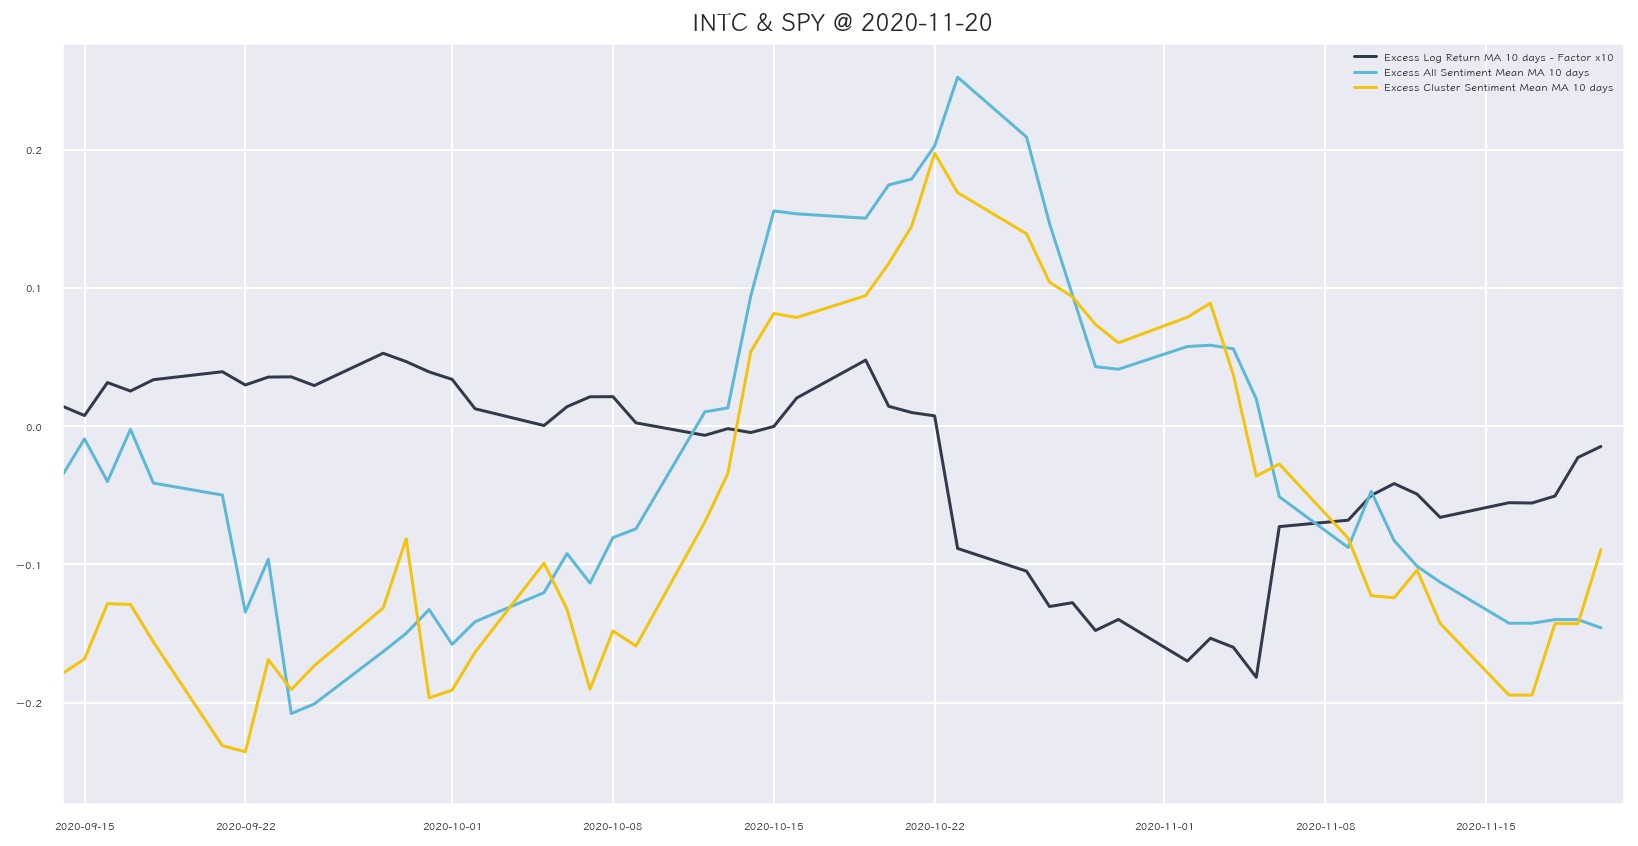 INTC & SPY @ 2020-11-20
Excess Log Return MA 10 days - Factor x10
Excess All Sentiment Mean MA 10 days
Excess Cluster Sentiment Mean MA 10 days
0.2
0.1
0.0
−0.1
−0.2
2020-09-15 2020-09-22 2020-10-01 2020-10-08 2020-10-15 2020-10-22 2020-11-01 2020-11-08 2020-11-15